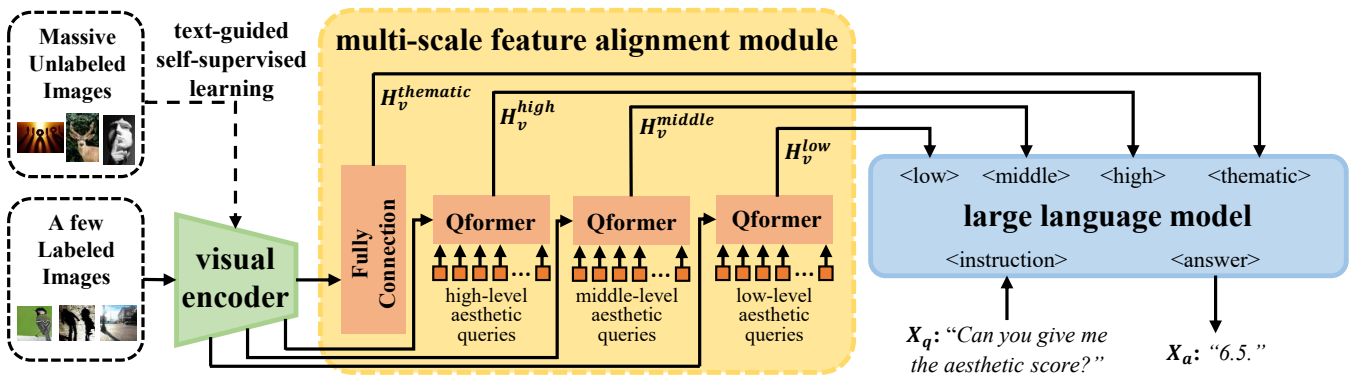 Massive
Unlabeled
Images
text-guided
self-supervised
learning
A few
Labeled
Images
visual
encoder
multi-scale feature alignment module
H_v^{thematic}
H_v^{high}
H_v^{middle}
H_v^{low}
Fully
Connection
Qformer
Qformer
Qformer
...
...
...
high-level
aesthetic
queries
middle-level
aesthetic
queries
low-level
aesthetic
queries
<low> <middle> <high> <thematic>
large language model
<instruction> <answer>
X_q: “Can you give me
the aesthetic score?”
X_a: “6.5.”